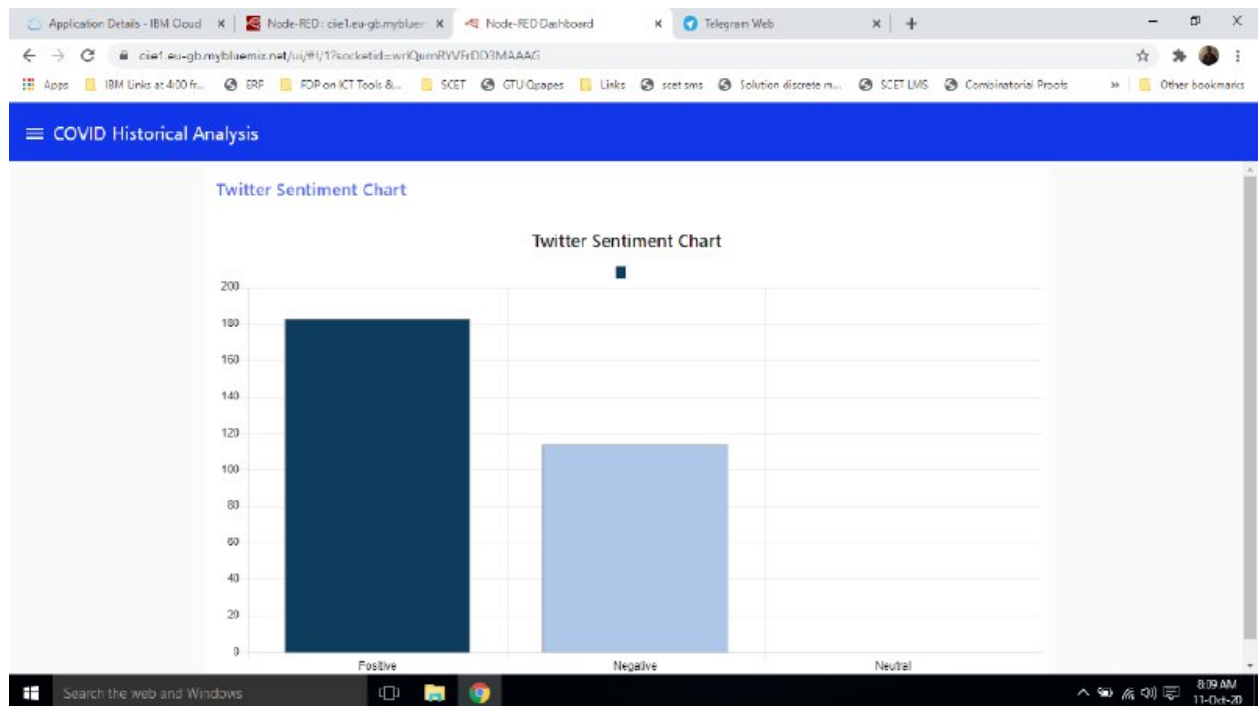 Application Details - IBM Cloud
Node-RED : ciie1.eu-gb.mybluem
Node-RED Dashboard
Telegram Web
ciie1.eu-gb.mybluemix.net/ui/#!/1?socketid=
Apps
IBM Links at 4:00 fr...
ERP
FDP on ICT Tools &...
SCET
GTU Qpapes
Links
scet sms
Solution discrete m...
SCET LMS
Combinatorial Proofs
Other bookmarks
COVID Historical Analysis
Twitter Sentiment Chart
Twitter Sentiment Chart
200
180
160
140
120
100
80
60
40
20
0
Positive
Negative
Neutral
Search the web and Windows
8:09 AM
11-Oct-20